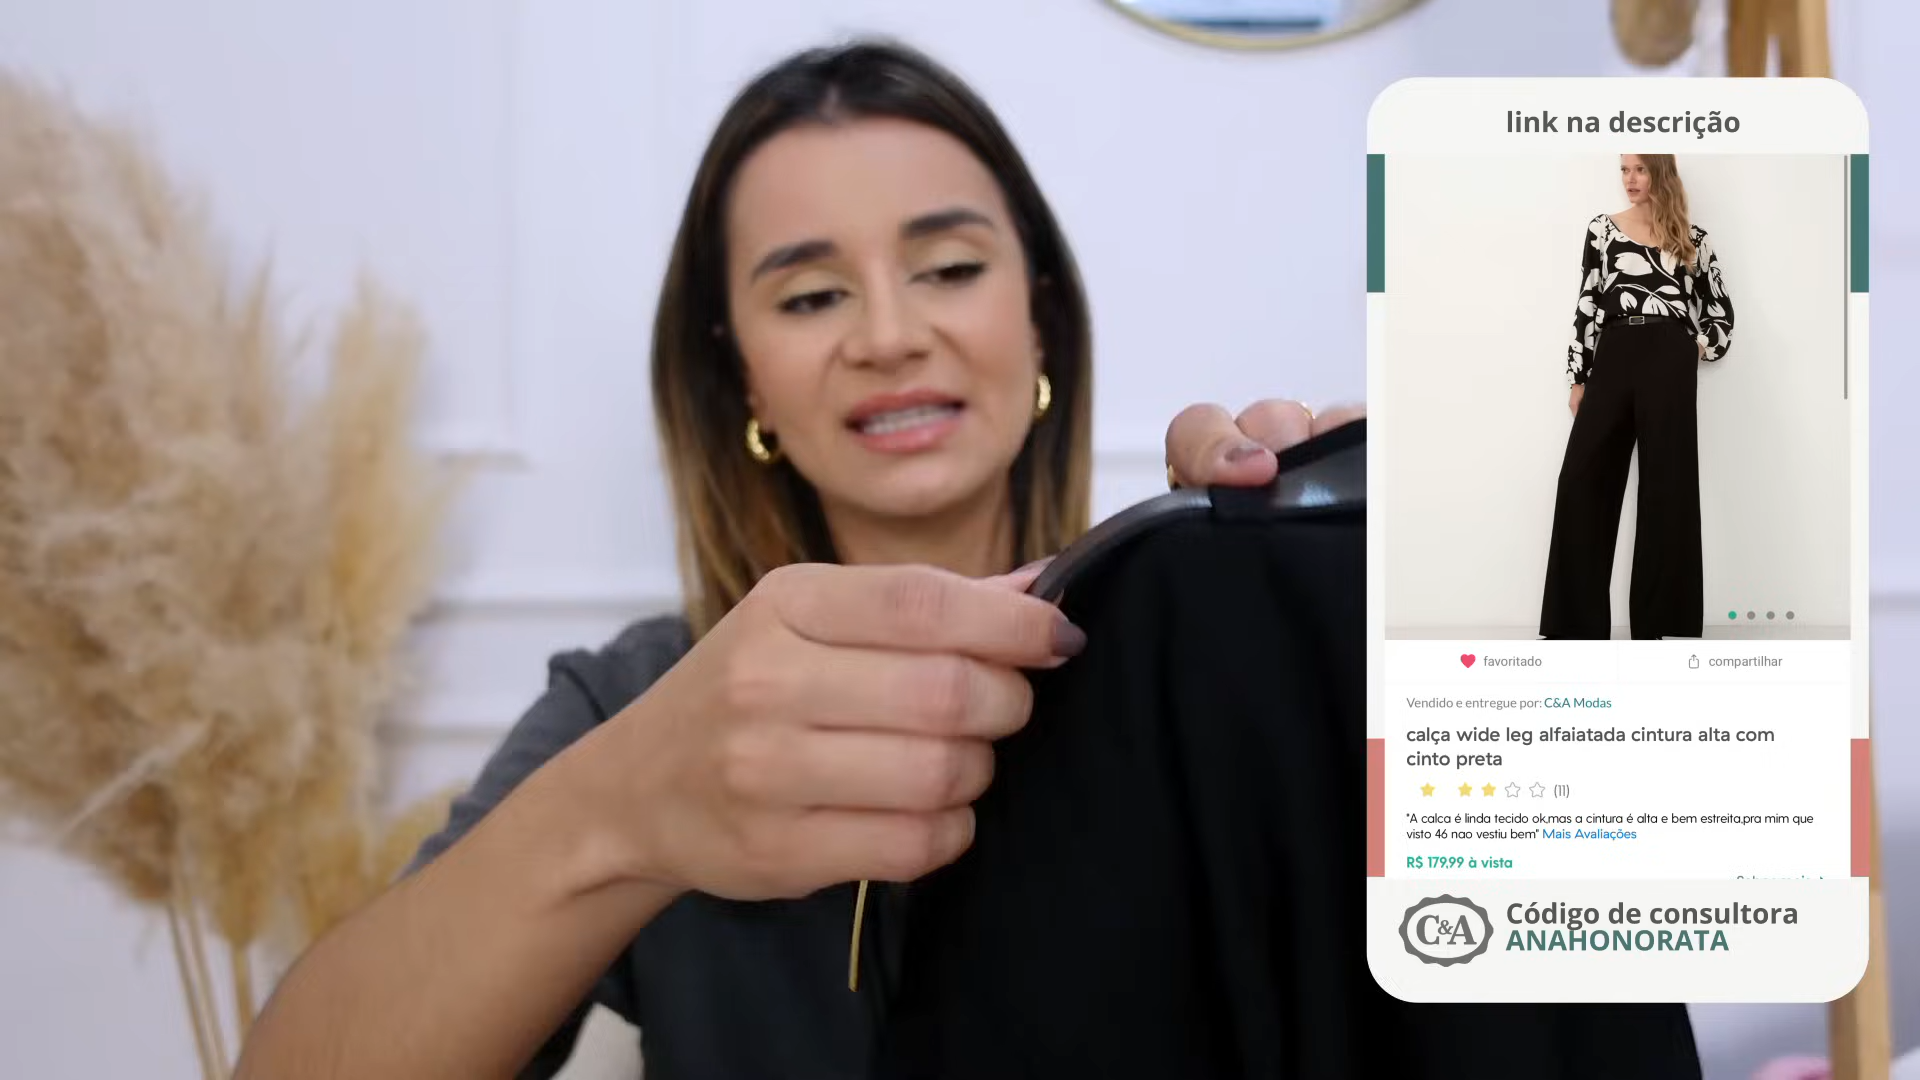 link na descrição
favoritado
compartilhar
Vendido e entregue por: C&A Modas
calça wide leg alfaiatada cintura alta com
cinto preta
(11)
"A calca é linda tecido ok,mas a cintura é alta e bem estreita,pra mim que
visto 46 nao vestiu bem" Mais Avaliações
R$ 179,99 à vista
C&A
Código de consultora
ANAHONORATA